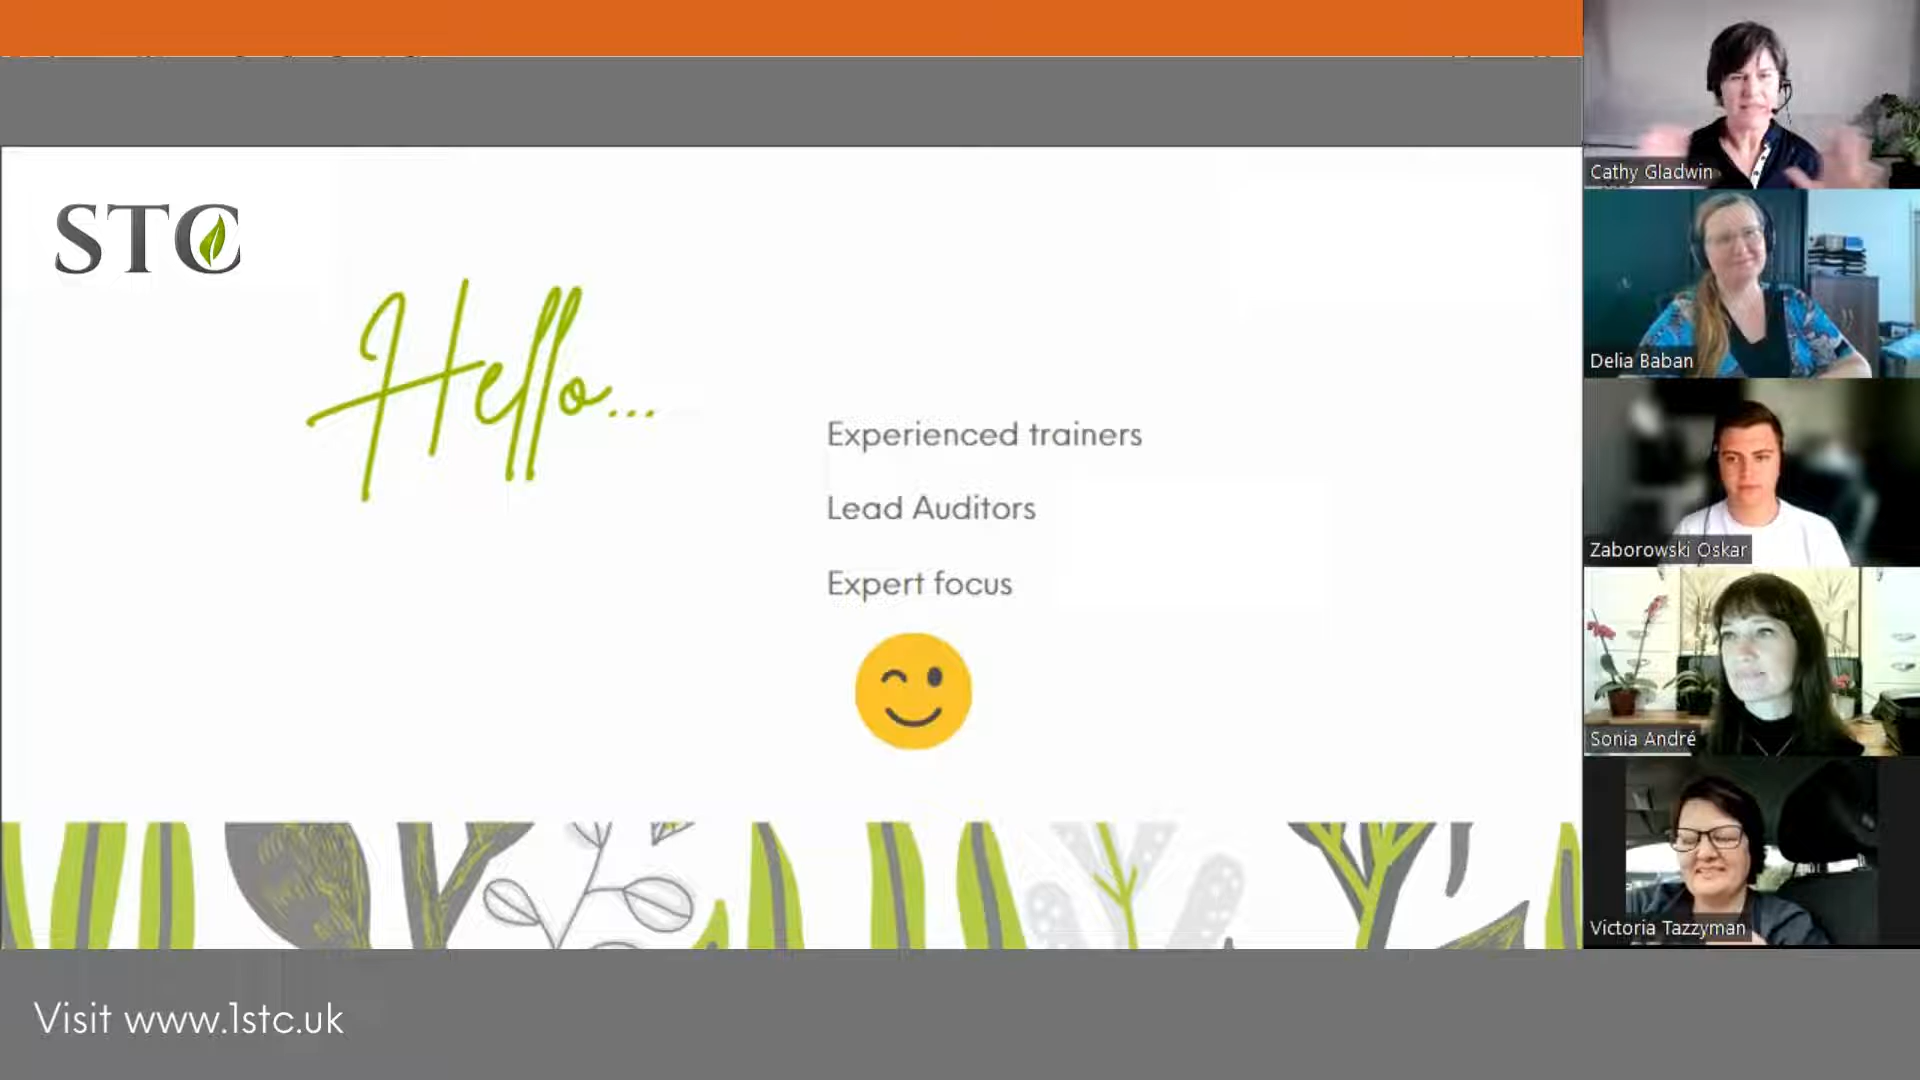 STC
Hello...
Experienced trainers
Lead Auditors
Expert focus
Visit www.1stc.uk
Cathy Gladwin
Delia Baban
Zaborowski Oskar
Sonia André
Victoria Tazzyman